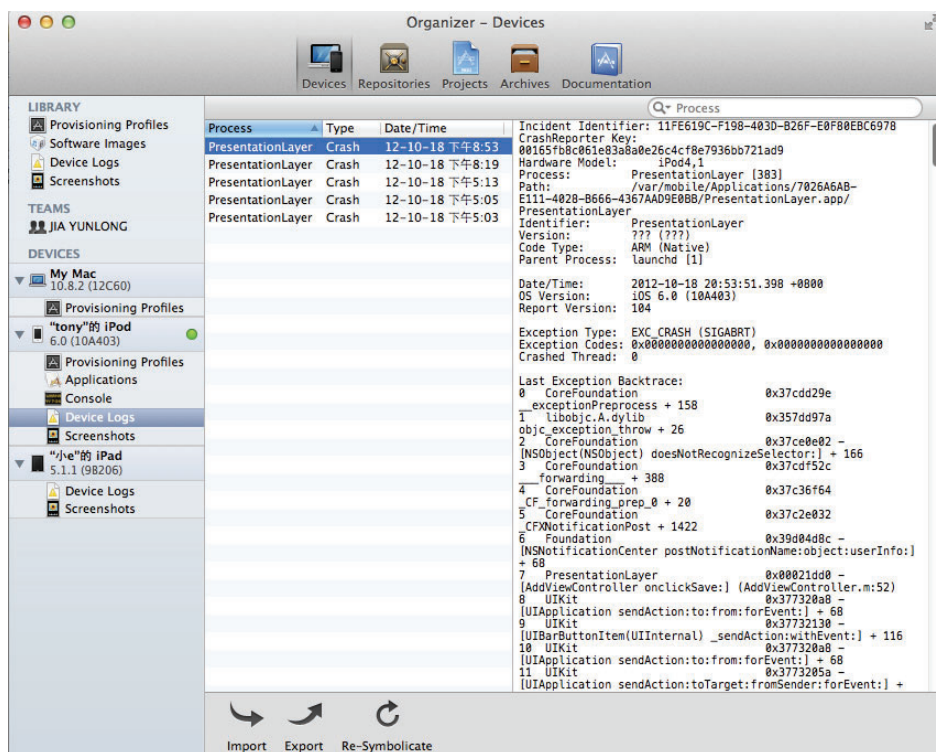 Organizer – Devices
Devices Repositories Projects Archives Documentation
Process
LIBRARY
Provisioning Profiles
Software Images
Device Logs
Screenshots
TEAMS
JIA YUNLONG
DEVICES
My Mac
10.8.2 (12C60)
Provisioning Profiles
"tony"的 iPod
6.0 (10A403)
Provisioning Profiles
Applications
Console
Device Logs
Screenshots
"小e"的 iPad
5.1.1 (9B206)
Device Logs
Screenshots
Process Type Date/Time
PresentationLayer Crash 12-10-18 下午8:53
PresentationLayer Crash 12-10-18 下午8:19
PresentationLayer Crash 12-10-18 下午5:13
PresentationLayer Crash 12-10-18 下午5:05
PresentationLayer Crash 12-10-18 下午5:03
Incident Identifier: 11FE619C-F198-403D-B26F-E0F80EBC6978
CrashReporter Key:
00165fb8c061e83a8a0e26c4cf8e7936bb721ad9
Hardware Model: iPod4,1
Process: PresentationLayer [383]
Path: /var/mobile/Applications/7026A6AB-
E111-4028-B666-4367AAD9E0BB/PresentationLayer.app/
PresentationLayer
Identifier: PresentationLayer
Version: ??? (???)
Code Type: ARM (Native)
Parent Process: launchd [1]
Date/Time: 2012-10-18 20:53:51.398 +0800
OS Version: iOS 6.0 (10A403)
Report Version: 104
Exception Type: EXC_CRASH (SIGABRT)
Exception Codes: 0x0000000000000000, 0x0000000000000000
Crashed Thread: 0
Last Exception Backtrace:
0 CoreFoundation 0x37cdd29e
__exceptionPreprocess + 158
1 libobjc.A.dylib 0x357dd97a
objc_exception_throw + 26
2 CoreFoundation 0x37ce0e02 -
[NSObject(NSObject) doesNotRecognizeSelector:] + 166
3 CoreFoundation 0x37cdf52c
___forwarding___ + 388
4 CoreFoundation 0x37c36f64
_CF_forwarding_prep_0 + 20
5 CoreFoundation 0x37c2e032
_CFXNotificationPost + 1422
6 Foundation 0x39d04d8c -
[NSNotificationCenter postNotificationName:object:userInfo:]
+ 68
7 PresentationLayer 0x00021dd0 -
[AddViewController onclickSave:] (AddViewController.m:52)
8 UIKit 0x377320a8 -
[UIApplication sendAction:to:from:forEvent:] + 68
9 UIKit 0x37732130 -
[UIBarButtonItem(UIInternal) _sendAction:withEvent:] + 116
10 UIKit 0x377320a8 -
[UIApplication sendAction:to:from:forEvent:] + 68
11 UIKit 0x3773205a -
[UIApplication sendAction:toTarget:fromSender:forEvent:] +
Import Export Re-Symbolicate